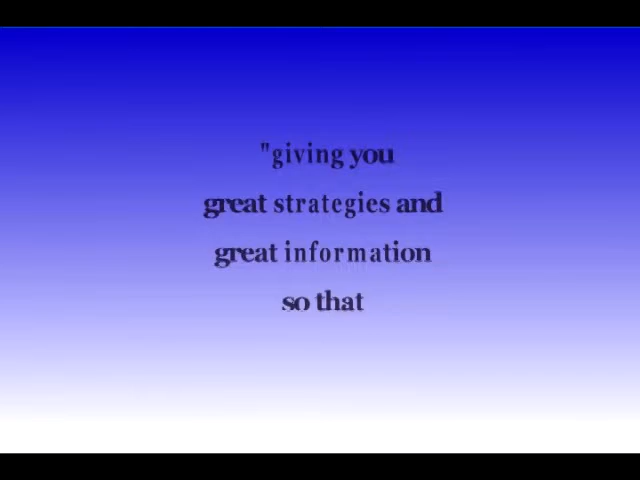 "giving you
great strategies and
great information
so that